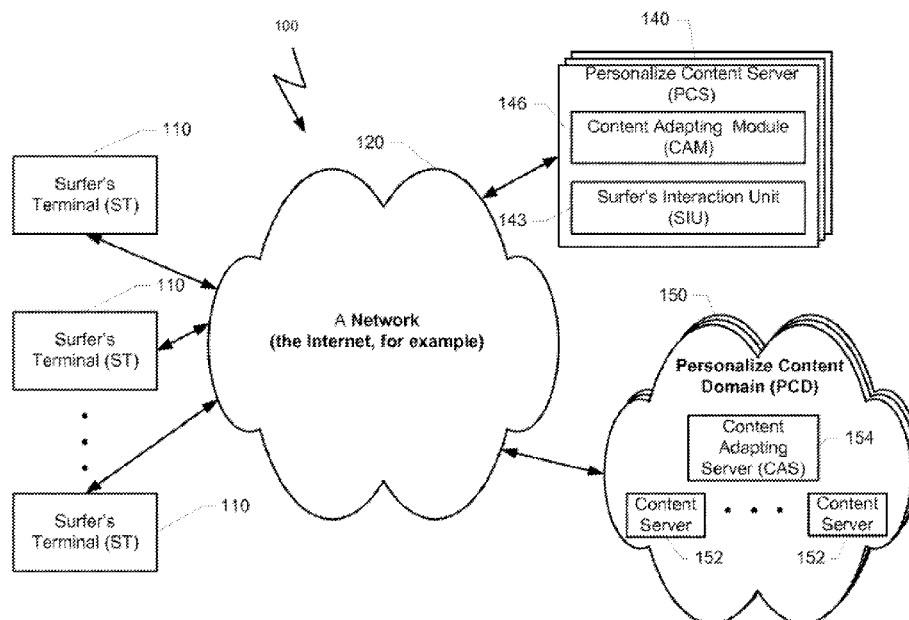 100
140
Personalize Content Server
(PCS)
146
Content Adapting Module
(CAM)
143
Surfer's Interaction Unit
(SIU)
110
Surfer's
Terminal (ST)
120
110
Surfer's
Terminal (ST)
A Network
(the Internet, for example)
110
Surfer's
Terminal (ST)
150
Personalize Content
Domain (PCD)
Content
Adapting
Server (CAS)
154
Content
Server
152
Content
Server
152